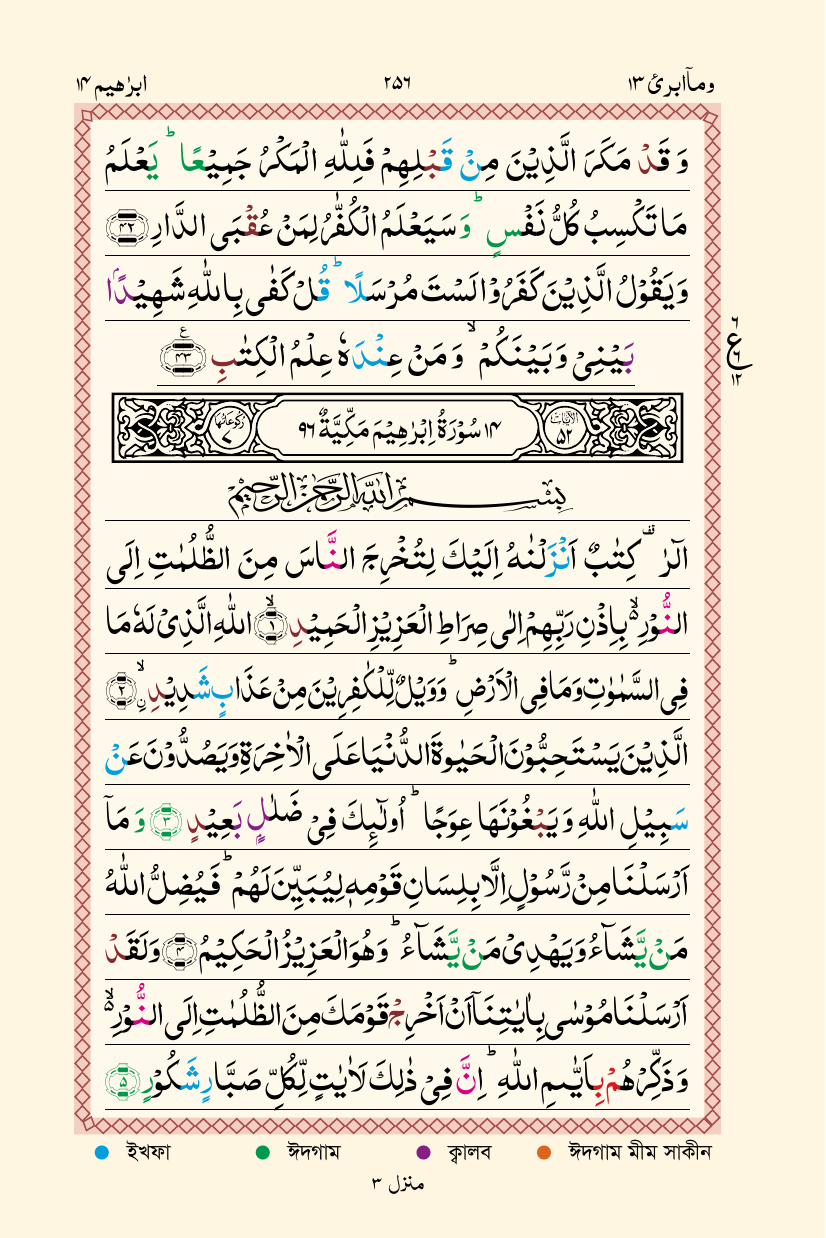 ابرٰهيم ١٤ ٢٥٦ ومآابرئ ١٣
وَ قَدْ مَكَرَ الَّذِيْنَ مِنْ قَبْلِهِمْ فَلِلّٰهِ الْمَكْرُ جَمِيْعًا ؕ يَعْلَمُ
مَا تَكْسِبُ كُلُّ نَفْسٍ ؕ وَ سَيَعْلَمُ الْكُفّٰرُ لِمَنْ عُقْبَى الدَّارِ ﴿٤٢﴾
وَ يَقُوْلُ الَّذِيْنَ كَفَرُوْا لَسْتَ مُرْسَلًا ؕ قُلْ كَفٰى بِاللّٰهِ شَهِيْدًۢا
بَيْنِيْ وَ بَيْنَكُمْ ۙ وَ مَنْ عِنْدَهٗ عِلْمُ الْكِتٰبِ ﴿٤٣﴾
ع ٦ ٦ ١٢
الآيات ٥٢ ١٤ سُوْرَةُ اِبْرٰهِيْمَ مَكِّيَّةٌ ٩٦ ركوعاتها ٧
بِسْمِ اللّٰهِ الرَّحْمٰنِ الرَّحِيْمِ
الٓرٰ ۟ كِتٰبٌ اَنْزَلْنٰهُ اِلَيْكَ لِتُخْرِجَ النَّاسَ مِنَ الظُّلُمٰتِ اِلَى
النُّوْرِ ۙ۬ بِاِذْنِ رَبِّهِمْ اِلٰى صِرَاطِ الْعَزِيْزِ الْحَمِيْدِ ۙ﴿١﴾ اللّٰهِ الَّذِيْ لَهٗ مَا
فِى السَّمٰوٰتِ وَ مَا فِى الْاَرْضِ ؕ وَ وَيْلٌ لِّلْكٰفِرِيْنَ مِنْ عَذَابٍ شَدِيْدِ ۣۙ ﴿٢﴾
الَّذِيْنَ يَسْتَحِبُّوْنَ الْحَيٰوةَ الدُّنْيَا عَلَى الْاٰخِرَةِ وَ يَصُدُّوْنَ عَنْ
سَبِيْلِ اللّٰهِ وَ يَبْغُوْنَهَا عِوَجًا ؕ اُولٰٓئِكَ فِيْ ضَلٰلٍۭ بَعِيْدٍ ﴿٣﴾ وَ مَاۤ
اَرْسَلْنَا مِنْ رَّسُوْلٍ اِلَّا بِلِسَانِ قَوْمِهٖ لِيُبَيِّنَ لَهُمْ ؕ فَيُضِلُّ اللّٰهُ
مَنْ يَّشَآءُ وَ يَهْدِيْ مَنْ يَّشَآءُ ؕ وَ هُوَ الْعَزِيْزُ الْحَكِيْمُ ﴿٤﴾ وَ لَقَدْ
اَرْسَلْنَا مُوْسٰى بِاٰيٰتِنَاۤ اَنْ اَخْرِجْ قَوْمَكَ مِنَ الظُّلُمٰتِ اِلَى النُّوْرِ ۙ۬
وَ ذَكِّرْهُمْ بِاَيّٰىمِ اللّٰهِ ؕ اِنَّ فِيْ ذٰلِكَ لَاٰيٰتٍ لِّكُلِّ صَبَّارٍ شَكُوْرٍ ﴿٥﴾
ইখফা ঈদগাম ক্বালব ঈদগাম মীম সাকীন
منزل ٣